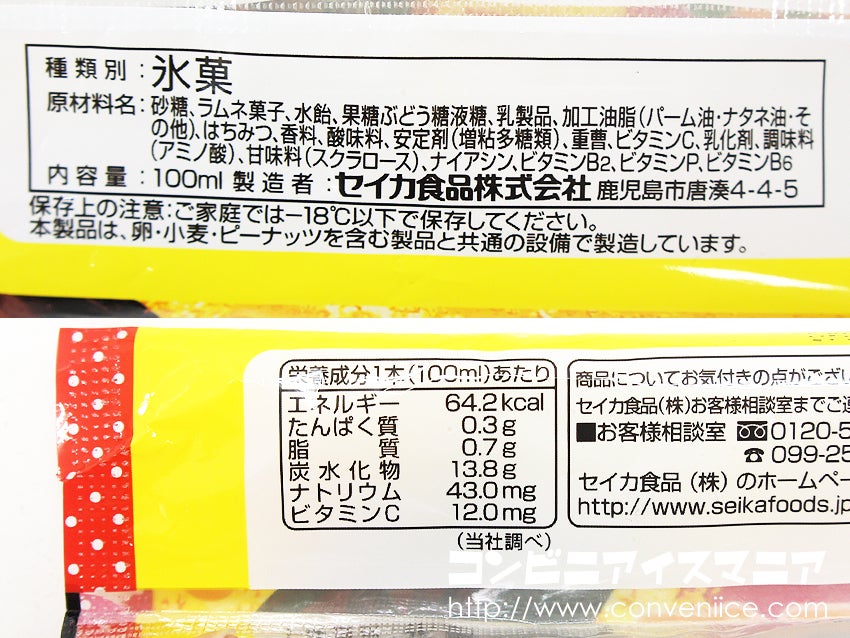 種類別：氷菓
原材料名：砂糖、ラムネ菓子、水飴、果糖ぶどう糖液糖、乳製品、加工油脂（パーム油・ナタネ油・そ
の他）、はちみつ、香料、酸味料、安定剤（増粘多糖類）、重曹、ビタミンC、乳化剤、調味料
（アミノ酸）、甘味料（スクラロース）、ナイアシン、ビタミンB2、ビタミンP、ビタミンB6
内容量：100ml 製造者：セイカ食品株式会社 鹿児島市唐湊4-4-5
保存上の注意：ご家庭では−18℃以下で保存してください。
本製品は、卵・小麦・ピーナッツを含む製品と共通の設備で製造しています。
栄養成分1本（100ml）あたり
エネルギー 64.2kcal
たんぱく質 0.3g
脂質 0.7g
炭水化物 13.8g
ナトリウム 43.0mg
ビタミンC 12.0mg
（当社調べ）
商品についてお気付きの点がござい
セイカ食品(株)お客様相談室までご連
■お客様相談室 0120-5
☎ 099-25
セイカ食品（株）のホームペー
http://www.seikafoods.jp
コンビニアイスマニア
http://www.conveniice.com